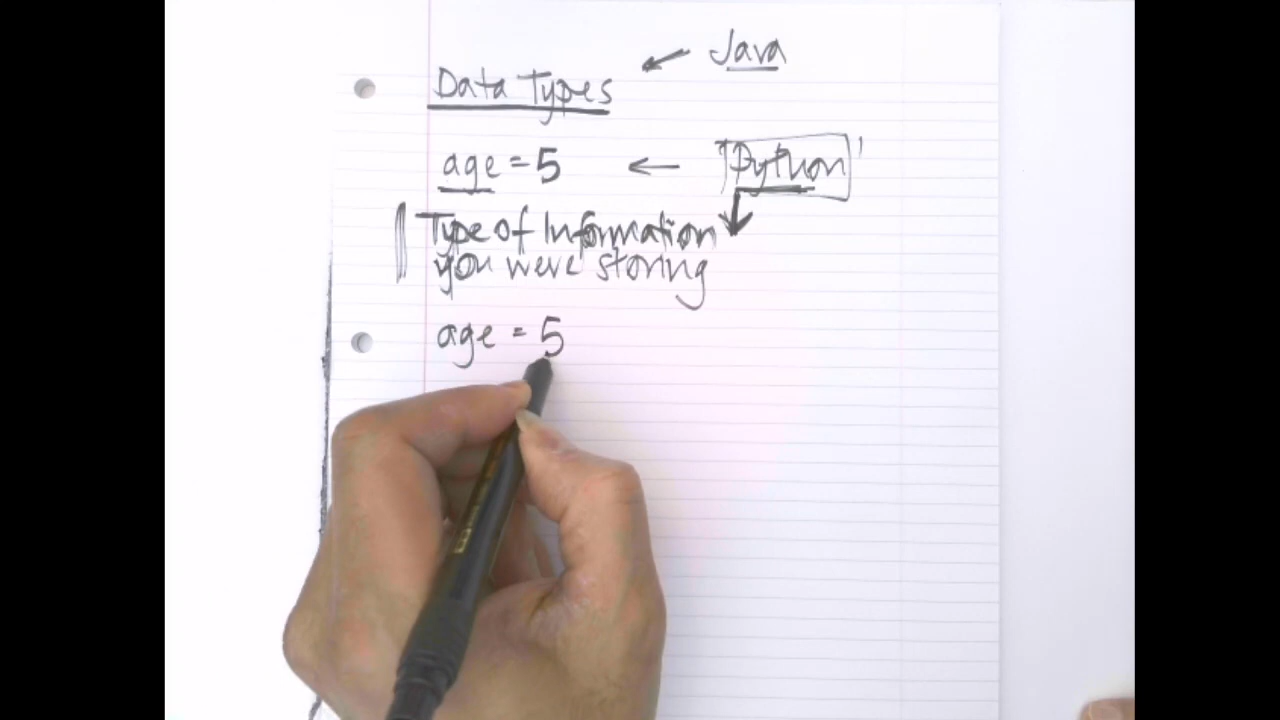 Java
Data Types
age = 5 ← "Python"
Type of Information
you were storing
age = 5